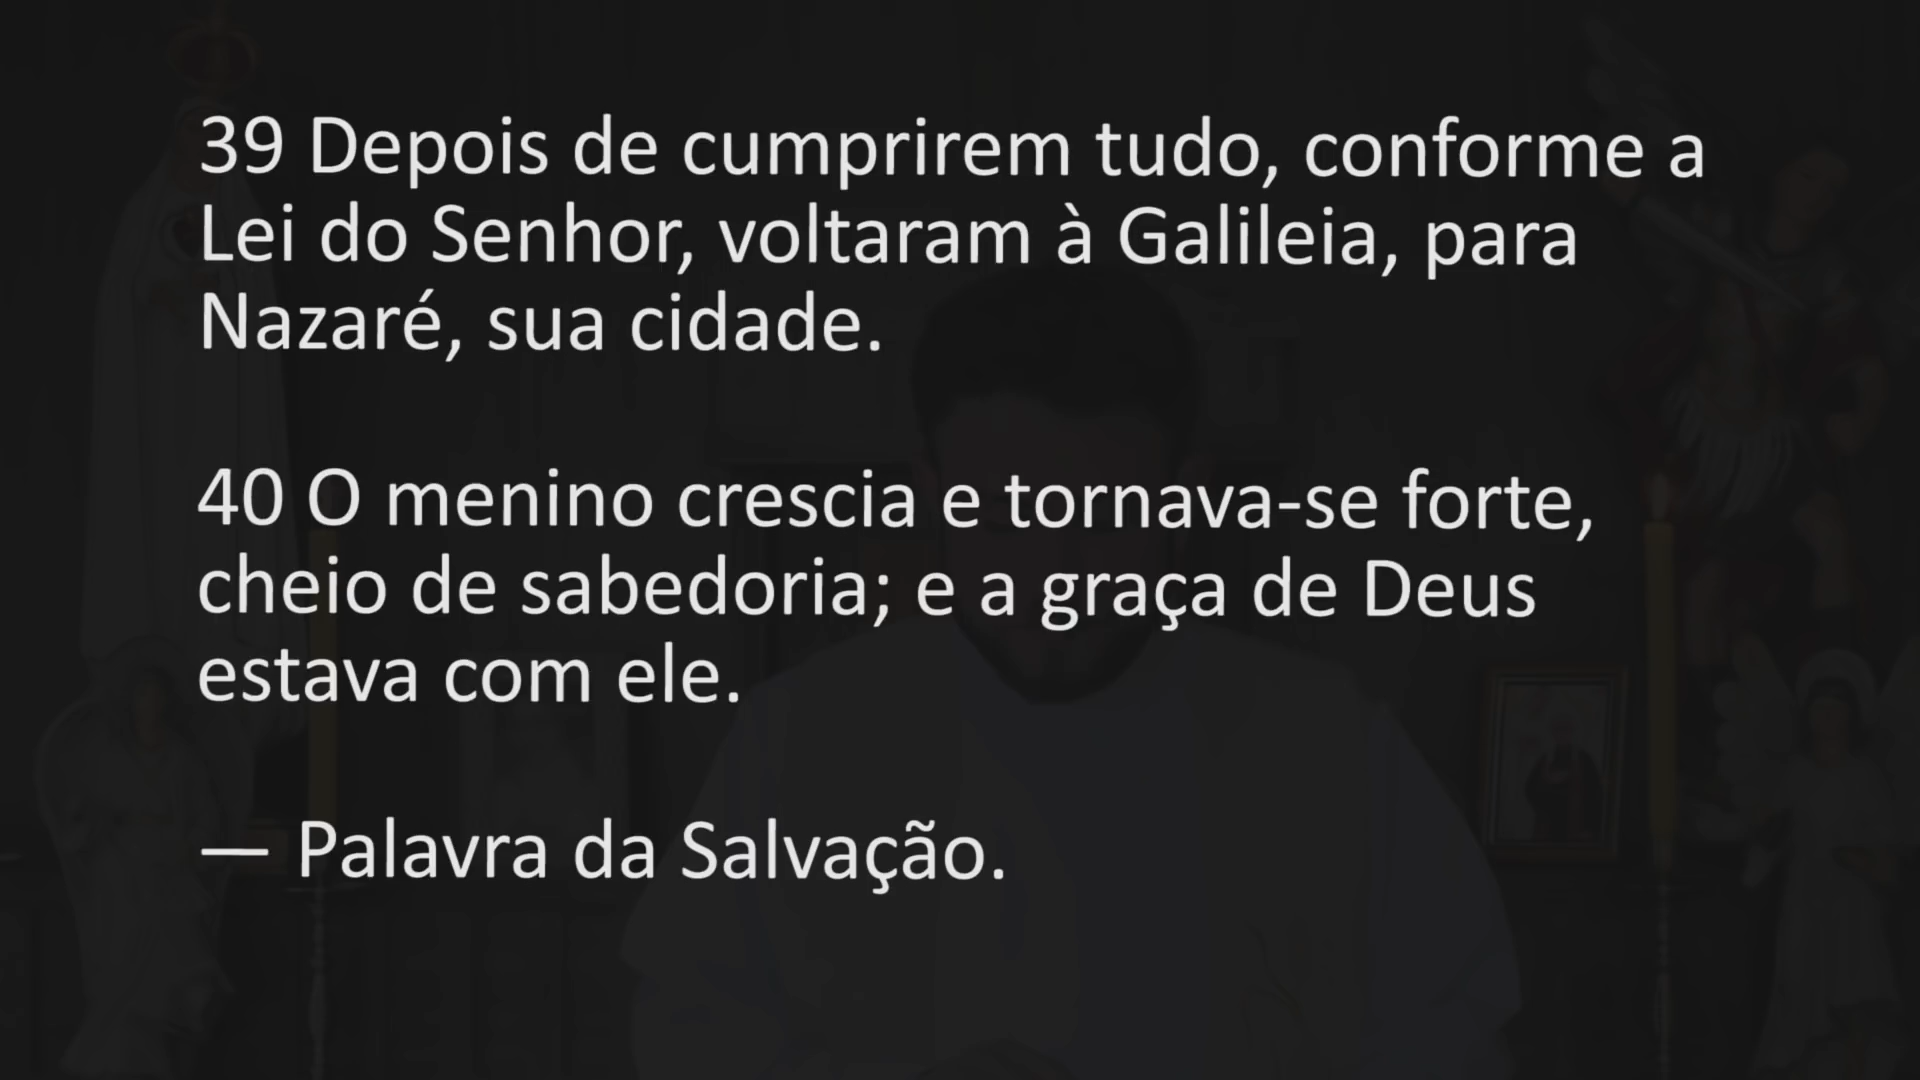 39 Depois de cumprirem tudo, conforme a
Lei do Senhor, voltaram à Galileia, para
Nazaré, sua cidade.
40 O menino crescia e tornava-se forte,
cheio de sabedoria; e a graça de Deus
estava com ele.
— Palavra da Salvação.